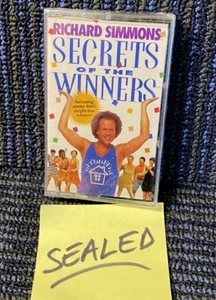 RICHARD SIMMONS
SECRETS
OF THE
WINNERS
SEALED